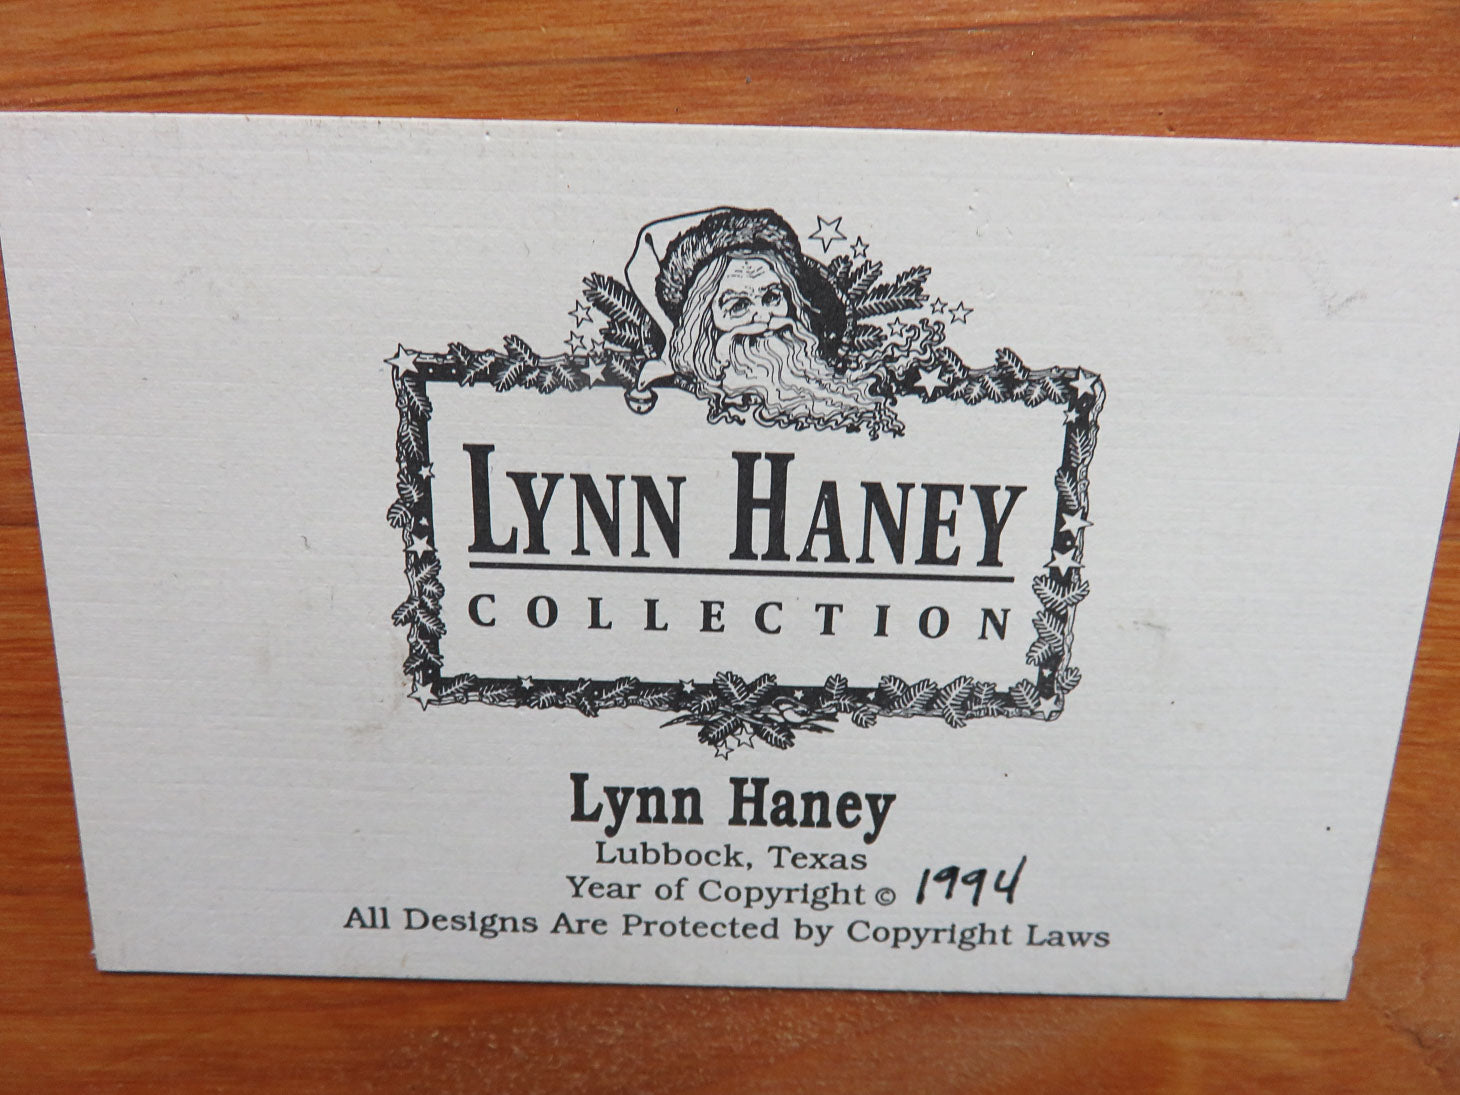 LYNN HANEY
COLLECTION
Lynn Haney
Lubbock, Texas
Year of Copyright © 1994
All Designs Are Protected by Copyright Laws